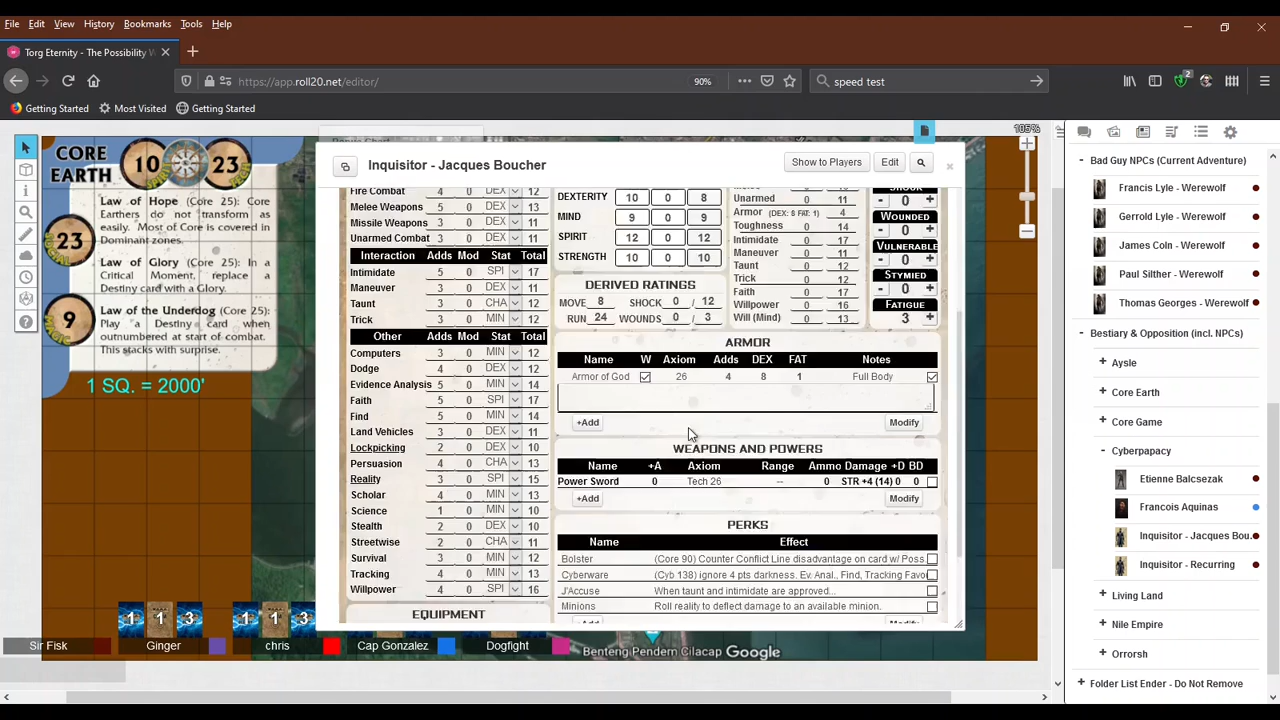 File Edit View History Bookmarks Tools Help
Torg Eternity - The Possibility W
https://app.roll20.net/editor/ 90% speed test
Getting Started Most Visited Getting Started
CORE EARTH 10 23
23
9
Law of Hope (Core 25): Core Earthers do not transform as easily. Most of Core is covered in Dominant zones.
Law of Glory (Core 25): In a Critical Moment, replace a Destiny card with a Glory.
Law of the Underdog (Core 25): Play a Destiny card when outnumbered at start of combat. This stacks with surprise.
1 SQ. = 2000'
105%
Inquisitor - Jacques Boucher
Show to Players Edit
Fire Combat 4 0 DEX 12
Melee Weapons 5 0 DEX 13
Missile Weapons 3 0 DEX 11
Unarmed Combat 3 0 DEX 11
Interaction Adds Mod Stat Total
Intimidate 5 0 SPI 17
Maneuver 3 0 DEX 11
Taunt 3 0 CHA 12
Trick 3 0 MIN 12
Other Adds Mod Stat Total
Computers 3 0 MIN 12
Dodge 4 0 DEX 12
Evidence Analysis 5 0 MIN 14
Faith 5 0 SPI 17
Find 5 0 MIN 14
Land Vehicles 3 0 DEX 11
Lockpicking 2 0 DEX 10
Persuasion 4 0 CHA 13
Reality 3 0 SPI 15
Scholar 4 0 MIN 13
Science 1 0 MIN 10
Stealth 2 0 DEX 10
Streetwise 2 0 CHA 11
Survival 3 0 MIN 12
Tracking 4 0 MIN 13
Willpower 4 0 SPI 16
EQUIPMENT
DEXTERITY 10 0 8
MIND 9 0 9
SPIRIT 12 0 12
STRENGTH 10 0 10
DERIVED RATINGS
MOVE 8 SHOCK 0 / 12
RUN 24 WOUNDS 0 / 3
Unarmed 0 11
Armor (DEX: 8 FAT: 1) 4
Toughness 0 14
Intimidate 0 17
Maneuver 0 11
Taunt 0 12
Trick 0 12
Faith 0 17
Willpower 0 16
Will (Mind) 0 13
SHOCK
- 0 +
WOUNDED
- 0 +
VULNERABLE
- 0 +
STYMIED
- 0 +
FATIGUE
3 +
ARMOR
Name W Axiom Adds DEX FAT Notes
Armor of God 26 4 8 1 Full Body
+Add Modify
WEAPONS AND POWERS
Name +A Axiom Range Ammo Damage +D BD
Power Sword 0 Tech 26 -- 0 STR +4 (14) 0 0
+Add Modify
PERKS
Name Effect
Bolster (Core 90) Counter Conflict Line disadvantage on card w/ Poss.
Cyberware (Cyb 138) ignore 4 pts darkness. Ev. Anal., Find, Tracking Favo
J'Accuse When taunt and intimidate are approved...
Minions Roll reality to deflect damage to an available minion.
1 1 3 1 1 3
Sir Fisk Ginger chris Cap Gonzalez Dogfight
Benteng Pendem Cilacap Google
Bad Guy NPCs (Current Adventure)
Francis Lyle - Werewolf
Gerrold Lyle - Werewolf
James Coln - Werewolf
Paul Silther - Werewolf
Thomas Georges - Werewolf
Bestiary & Opposition (incl. NPCs)
Aysle
Core Earth
Core Game
Cyberpapacy
Etienne Balcsezak
Francois Aquinas
Inquisitor - Jacques Bou..
Inquisitor - Recurring
Living Land
Nile Empire
Orrorsh
Folder List Ender - Do Not Remove